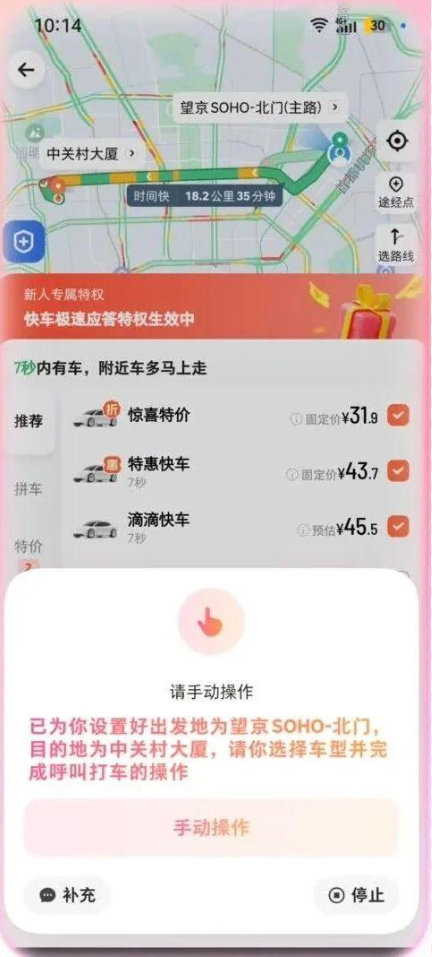 10:14
30
望京SOHO-北门(主路) >
中关村大厦 >
时间快 18.2公里35分钟
途经点
选路线
新人专属特权
快车极速应答特权生效中
7秒内有车，附近车多马上走
推荐
折
惊喜特价
固定价¥31.9
惠
特惠快车
7秒
固定价¥43.7
拼车
滴滴快车
7秒
预估¥45.5
特价
请手动操作
已为你设置好出发地为望京SOHO-北门，
目的地为中关村大厦，请你选择车型并完
成呼叫打车的操作
手动操作
补充
停止